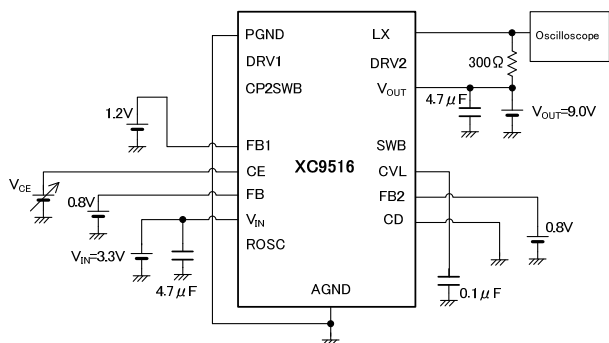 PGND
LX
Oscilloscope
DRV1
300Ω
DRV2
CP2SWB
VOUT
4.7μF
VOUT=9.0V
1.2V
FB1
SWB
XC9516
CE
CVL
VCE
0.8V
FB
FB2
VIN
CD
0.8V
VIN=3.3V
ROSC
4.7μF
AGND
0.1μF